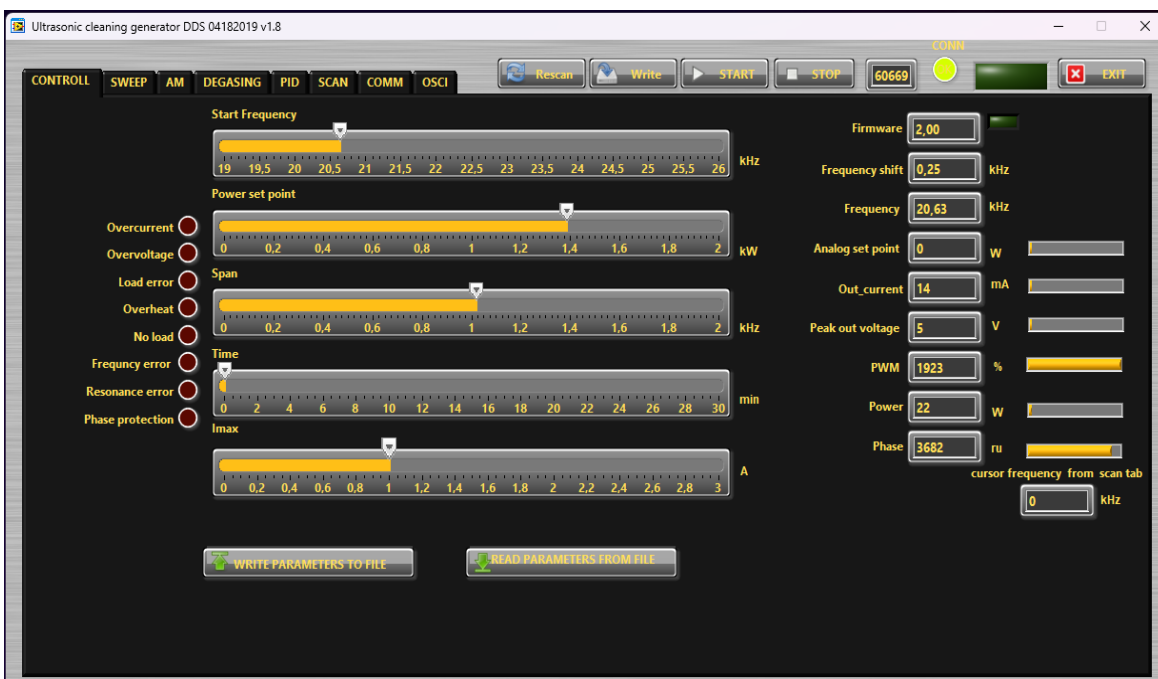 Ultrasonic cleaning generator DDS 04182019 v1.8
CONN
CONTROLL SWEEP AM DEGASING PID SCAN COMM OSCI
Rescan Write START STOP 60669 EXIT
Start Frequency
19 19,5 20 20,5 21 21,5 22 22,5 23 23,5 24 24,5 25 25,5 26 kHz
Power set point
0 0,2 0,4 0,6 0,8 1 1,2 1,4 1,6 1,8 2 kW
Span
0 0,2 0,4 0,6 0,8 1 1,2 1,4 1,6 1,8 2 kHz
Time
0 2 4 6 8 10 12 14 16 18 20 22 24 26 28 30 min
Imax
0 0,2 0,4 0,6 0,8 1 1,2 1,4 1,6 1,8 2 2,2 2,4 2,6 2,8 3 A
Overcurrent
Overvoltage
Load error
Overheat
No load
Frequncy error
Resonance error
Phase protection
Firmware 2,00
Frequency shift 0,25 kHz
Frequency 20,63 kHz
Analog set point 0 W
Out_current 14 mA
Peak out voltage 5 V
PWM 1923 %
Power 22 W
Phase 3682 ru
cursor frequency from scan tab
0 kHz
WRITE PARAMETERS TO FILE
READ PARAMETERS FROM FILE